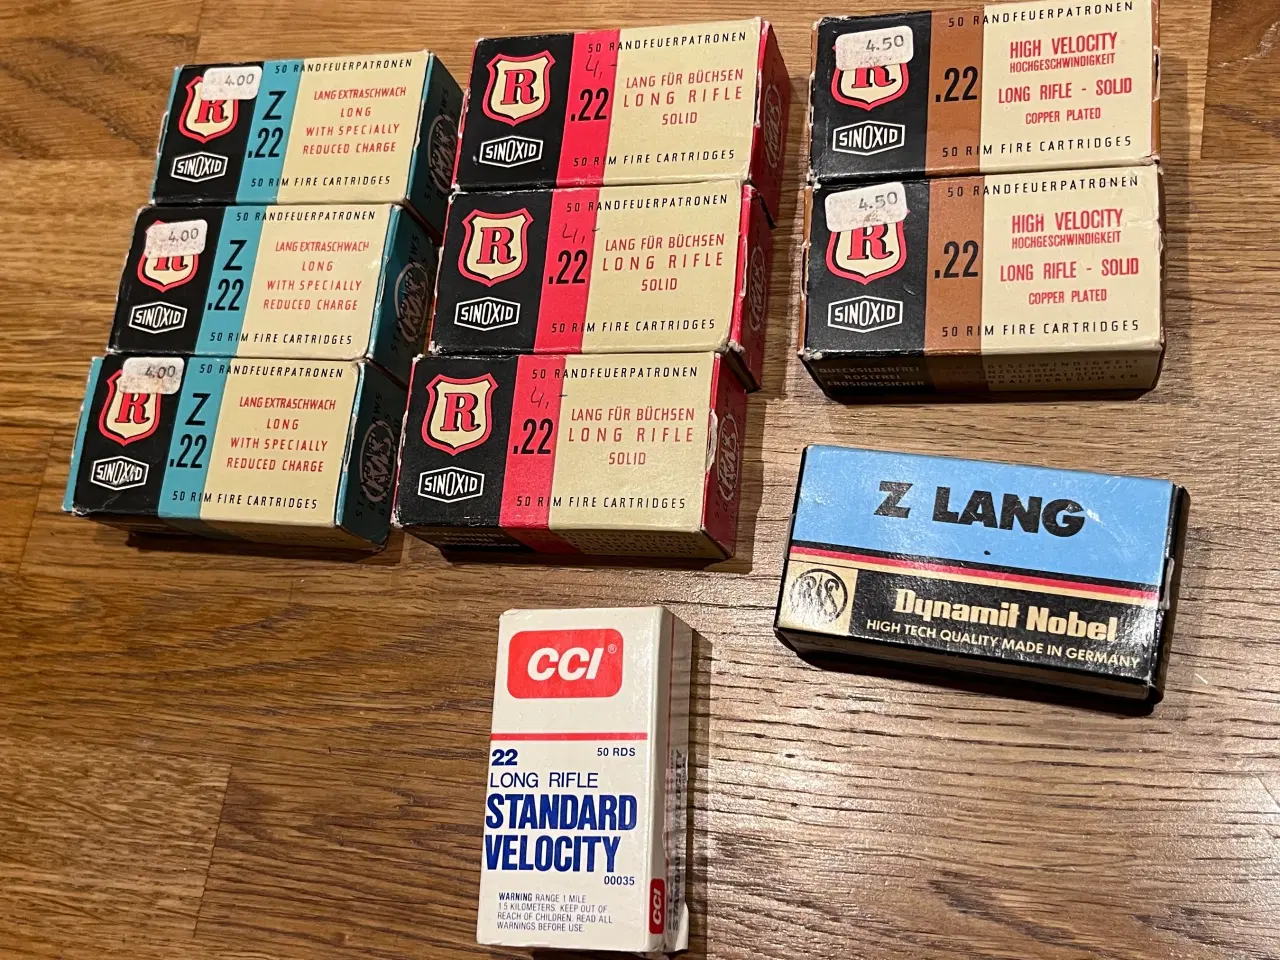 4.00
R
SINOXID
Z
.22
50 RANDFEUERPATRONEN
LANG EXTRASCHWACH
LONG
WITH SPECIALLY
REDUCED CHARGE
50 RIM FIRE CARTRIDGES
4.00
R
SINOXID
Z
.22
50 RANDFEUERPATRONEN
LANG EXTRASCHWACH
LONG
WITH SPECIALLY
REDUCED CHARGE
50 RIM FIRE CARTRIDGES
4.00
R
SINOXID
Z
.22
50 RANDFEUERPATRONEN
LANG EXTRASCHWACH
LONG
WITH SPECIALLY
REDUCED CHARGE
50 RIM FIRE CARTRIDGES
R
SINOXID
4,-
.22
50 RANDFEUERPATRONEN
LANG FÜR BÜCHSEN
LONG RIFLE
SOLID
50 RIM FIRE CARTRIDGES
R
SINOXID
4,-
.22
50 RANDFEUERPATRONEN
LANG FÜR BÜCHSEN
LONG RIFLE
SOLID
50 RIM FIRE CARTRIDGES
R
SINOXID
4,-
.22
50 RANDFEUERPATRONEN
LANG FÜR BÜCHSEN
LONG RIFLE
SOLID
50 RIM FIRE CARTRIDGES
4.50
R
SINOXID
.22
50 RANDFEUERPATRONEN
HIGH VELOCITY
HOCHGESCHWINDIGKEIT
LONG RIFLE - SOLID
COPPER PLATED
50 RIM FIRE CARTRIDGES
4.50
R
SINOXID
.22
50 RANDFEUERPATRONEN
HIGH VELOCITY
HOCHGESCHWINDIGKEIT
LONG RIFLE - SOLID
COPPER PLATED
50 RIM FIRE CARTRIDGES
QUECKSILBERFREI
ROSTFREI
EROSIONSSICHER
Z LANG
RWS
Dynamit Nobel
HIGH TECH QUALITY MADE IN GERMANY
CCI®
22
50 RDS
LONG RIFLE
STANDARD
VELOCITY
00035
WARNING RANGE 1 MILE
1.5 KILOMETERS. KEEP OUT OF
REACH OF CHILDREN. READ ALL
WARNINGS BEFORE USE.
CCI